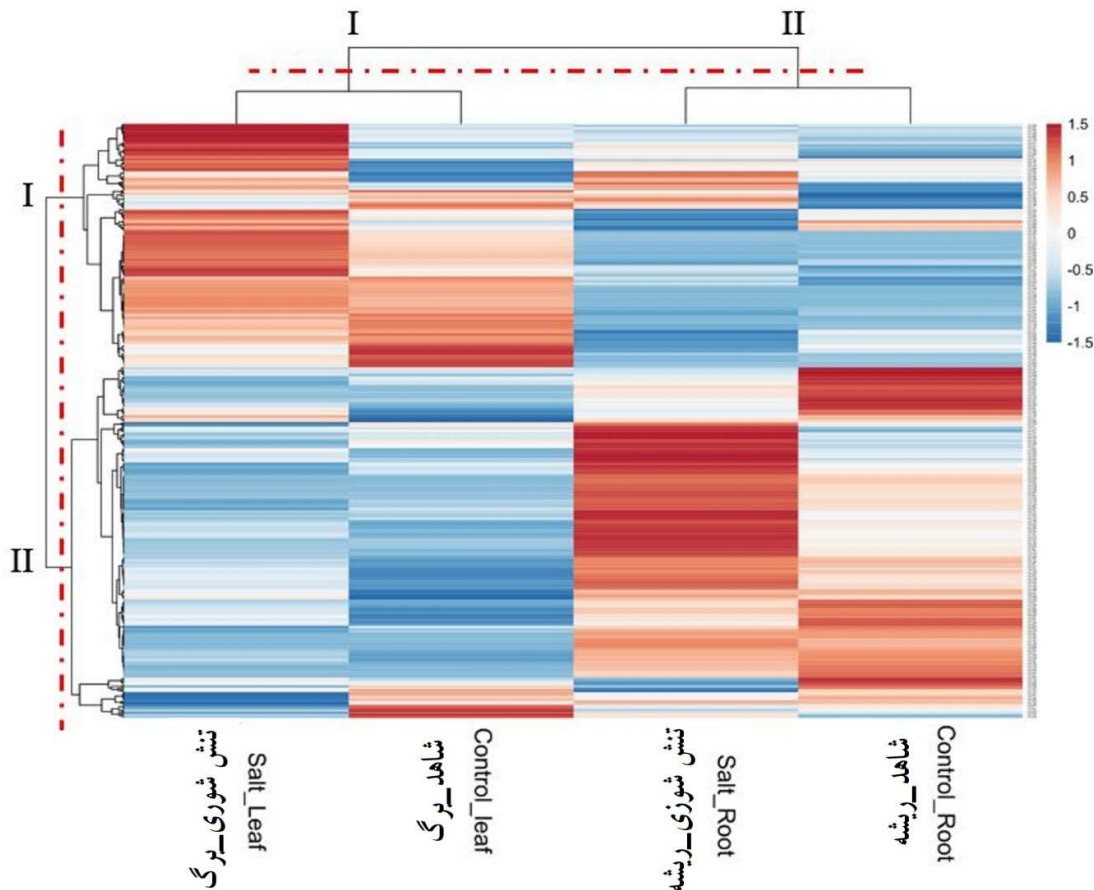 I
II
I
II
1.5
1
0.5
0
-0.5
-1
-1.5
Salt_Leaf
تنش شوری_برگ
Control_leaf
شاهد_برگ
Salt_Root
تنش شوزی_ریشه
Control_Root
شاهد_ریشه